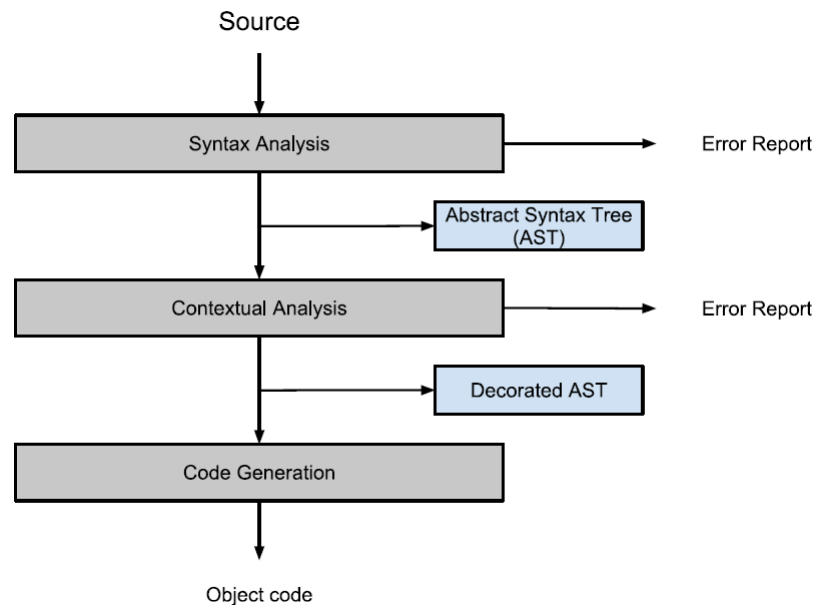 Source
Syntax Analysis
Error Report
Abstract Syntax Tree
(AST)
Contextual Analysis
Error Report
Decorated AST
Code Generation
Object code